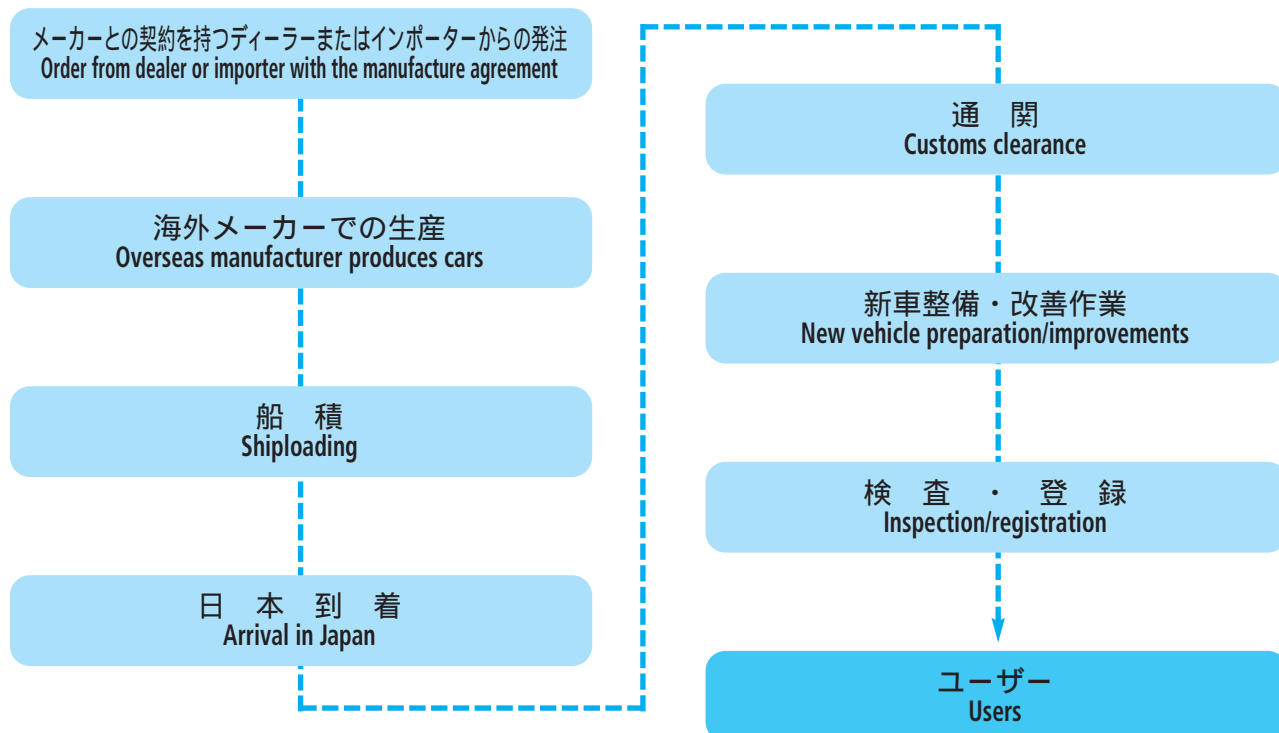 メーカーとの契約を持つディーラーまたはインポーターからの発注
Order from dealer or importer with the manufacture agreement
海外メーカーでの生産
Overseas manufacturer produces cars
船　積
Shiploading
日　本　到　着
Arrival in Japan
通　関
Customs clearance
新車整備・改善作業
New vehicle preparation/improvements
検　査　・　登　録
Inspection/registration
ユーザー
Users